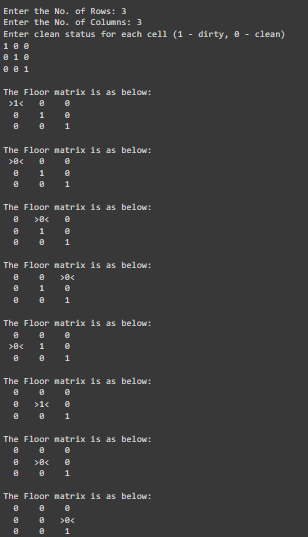 Enter the No. of Rows: 3
Enter the No. of Columns: 3
Enter clean status for each cell (1 - dirty, 0 - clean)
1 0 0
0 1 0
0 0 1
The Floor matrix is as below:
>1< 0 0
0 1 0
0 0 1
The Floor matrix is as below:
>0< 0 0
0 1 0
0 0 1
The Floor matrix is as below:
0 >0< 0
0 1 0
0 0 1
The Floor matrix is as below:
0 0 >0<
0 1 0
0 0 1
The Floor matrix is as below:
0 0 0
>0< 1 0
0 0 1
The Floor matrix is as below:
0 0 0
0 >1< 0
0 0 1
The Floor matrix is as below:
0 0 0
0 >0< 0
0 0 1
The Floor matrix is as below:
0 0 0
0 0 >0<
0 0 1